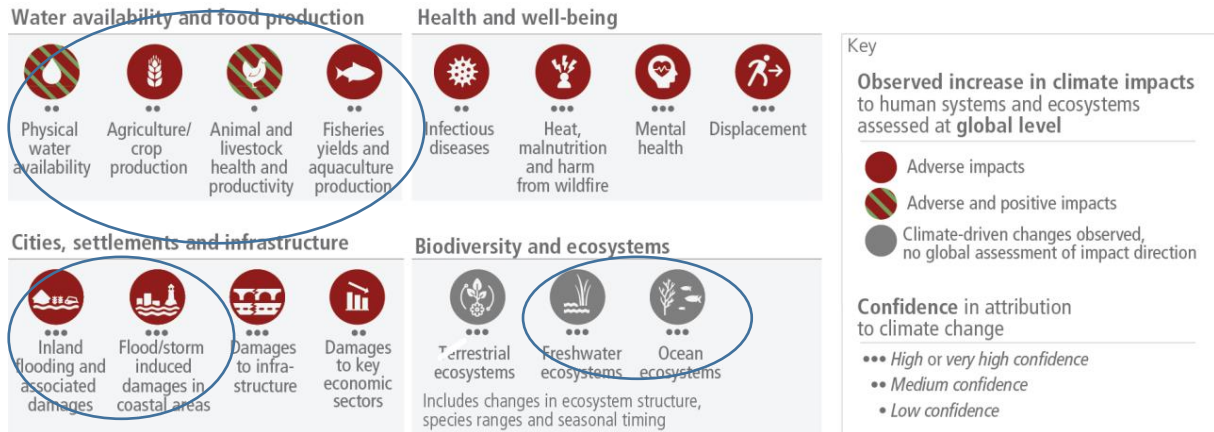 Water availability and food production
Physical
water
availability
Agriculture/
crop
production
Animal and
livestock
health and
productivity
Fisheries
yields and
aquaculture
production
Health and well-being
Infectious
diseases
Heat,
malnutrition
and harm
from wildfire
Mental
health
Displacement
Cities, settlements and infrastructure
Inland
flooding and
associated
damages
Flood/storm
induced
damages in
coastal areas
Damages
to infra-
structure
Damages
to key
economic
sectors
Biodiversity and ecosystems
Terrestrial
ecosystems
Freshwater
ecosystems
Ocean
ecosystems
Includes changes in ecosystem structure,
species ranges and seasonal timing
Key
Observed increase in climate impacts
to human systems and ecosystems
assessed at global level
Adverse impacts
Adverse and positive impacts
Climate-driven changes observed,
no global assessment of impact direction
Confidence in attribution
to climate change
••• High or very high confidence
•• Medium confidence
• Low confidence